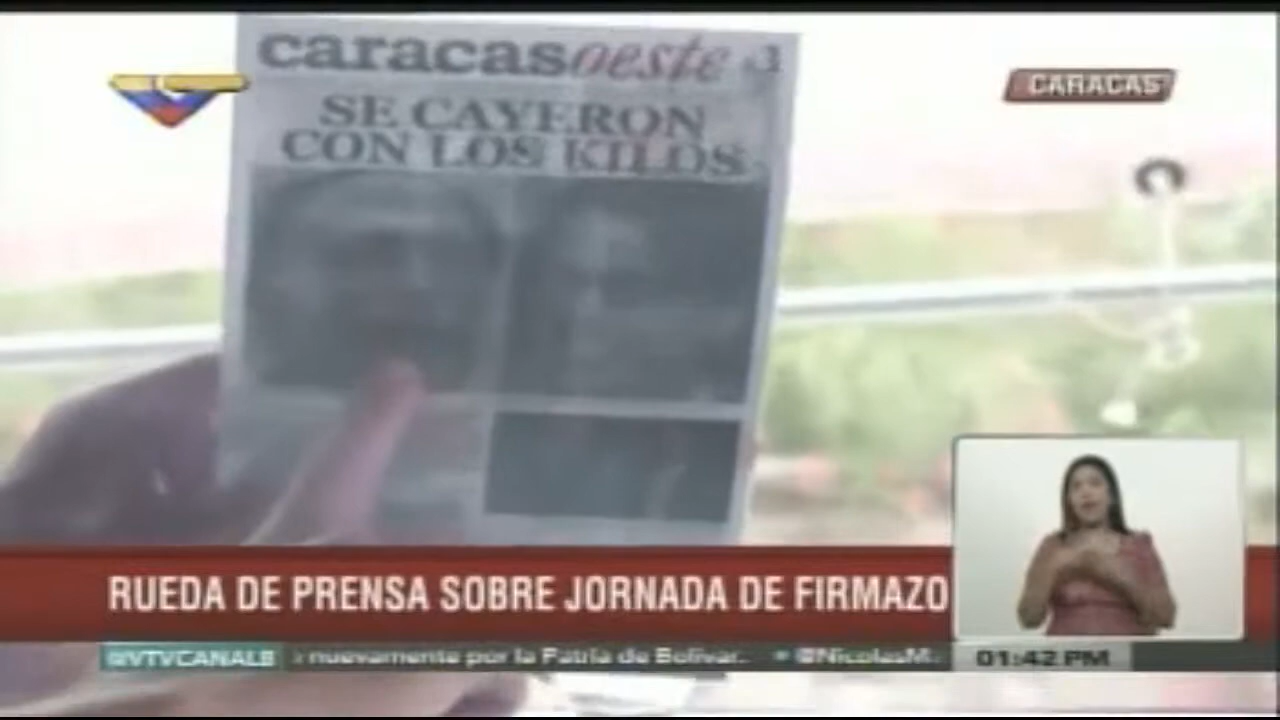 caracasoeste
SE CAYERON
CON LOS KILOS
CARACAS
RUEDA DE PRENSA SOBRE JORNADA DE FIRMAZO
@VTVCANAL8
nuevamente por la Patria de Bolívar.
@NicolasM
01:42 PM